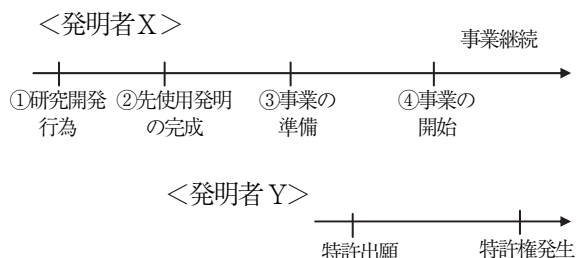 ＜発明者Ⅹ＞
事業継続
①研究開発
行為
②先使用発明
の完成
③事業の
準備
④事業の
開始
＜発明者Ｙ＞
特許出願
特許権発生